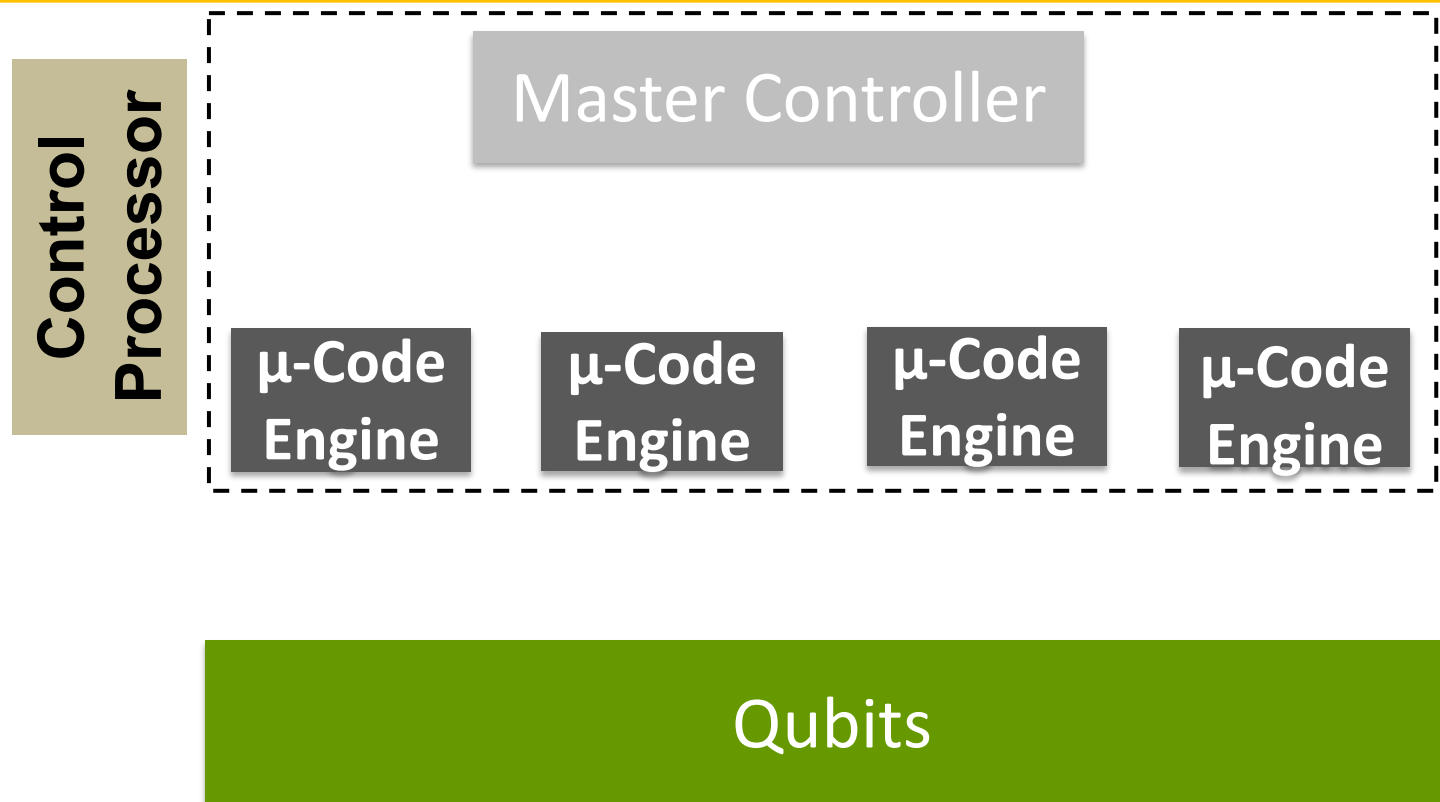 Control
Processor
Master Controller
µ-Code
Engine
µ-Code
Engine
µ-Code
Engine
µ-Code
Engine
Qubits